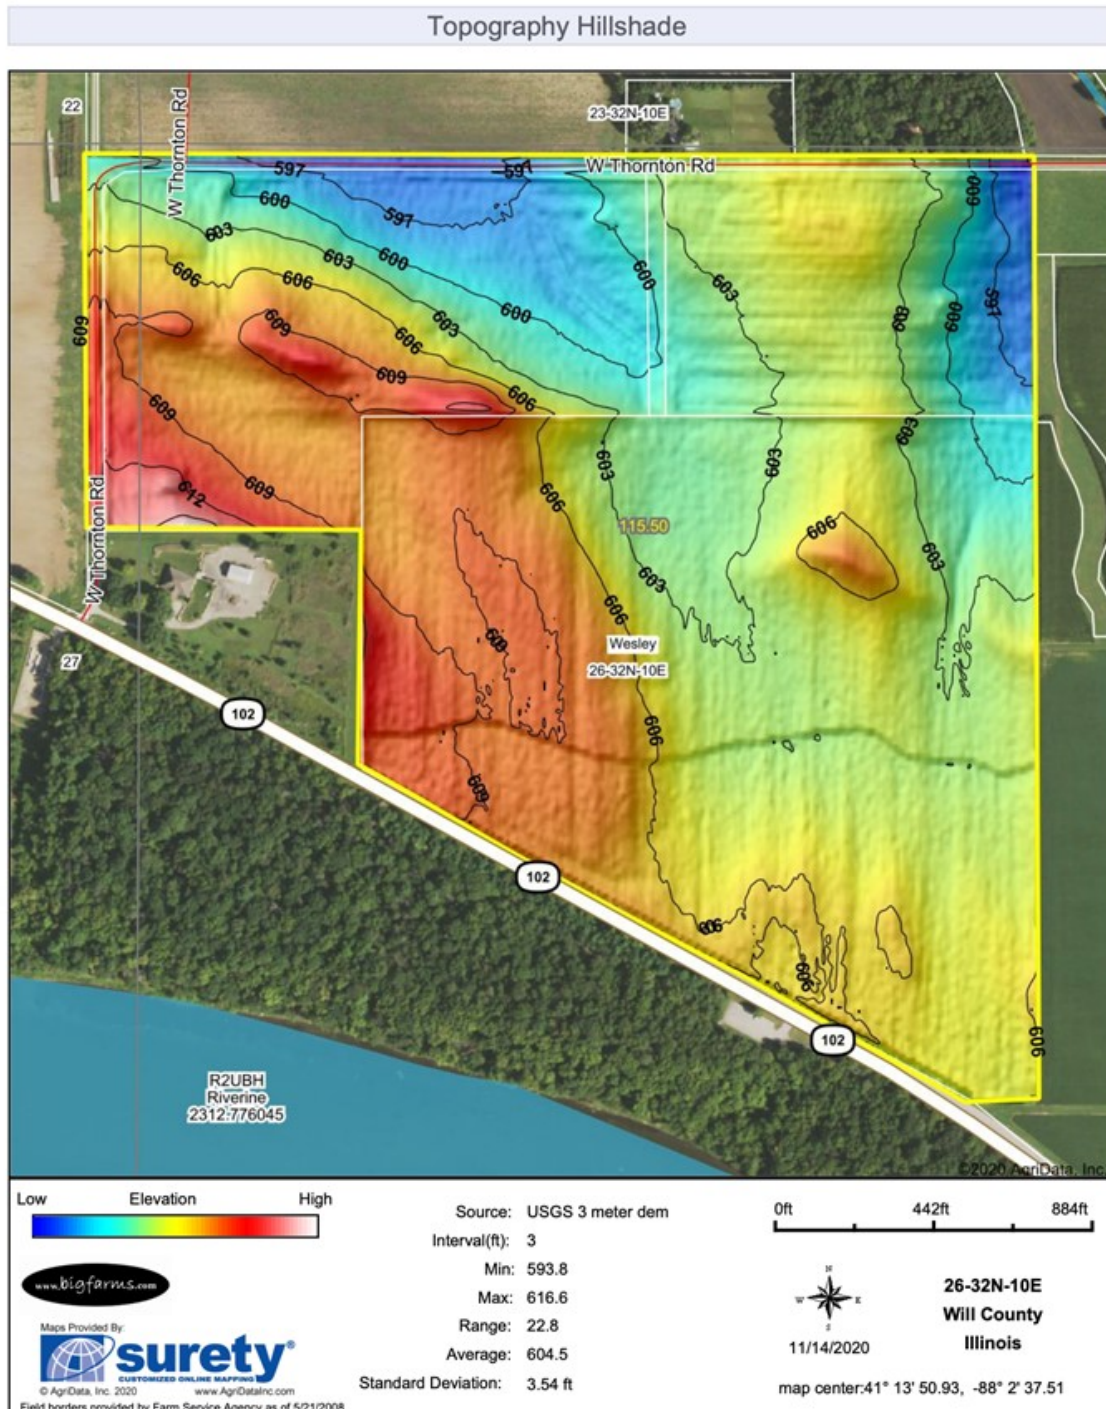 Topography Hillshade
22
W Thornton Rd
23-32N-10E
W Thornton Rd
597
597
597
600
600
600
600
603
603
603
603
603
603
603
603
603
603
606
606
606
606
606
606
606
606
606
606
606
609
609
609
609
609
609
609
612
600
600
597
W Thornton Rd
115.50
Wesley
26-32N-10E
27
102
102
102
R2UBH
Riverine
2312.776045
©2020 AgriData, Inc.
Low Elevation High
www.bigfarms.com
Maps Provided By:
surety®
CUSTOMIZED ONLINE MAPPING
© AgriData, Inc. 2020 www.AgriDataInc.com
Field borders provided by Farm Service Agency as of 5/21/2008.
Source: USGS 3 meter dem
Interval(ft): 3
Min: 593.8
Max: 616.6
Range: 22.8
Average: 604.5
Standard Deviation: 3.54 ft
0ft 442ft 884ft
N
W E
S
11/14/2020
26-32N-10E
Will County
Illinois
map center:41° 13' 50.93, -88° 2' 37.51